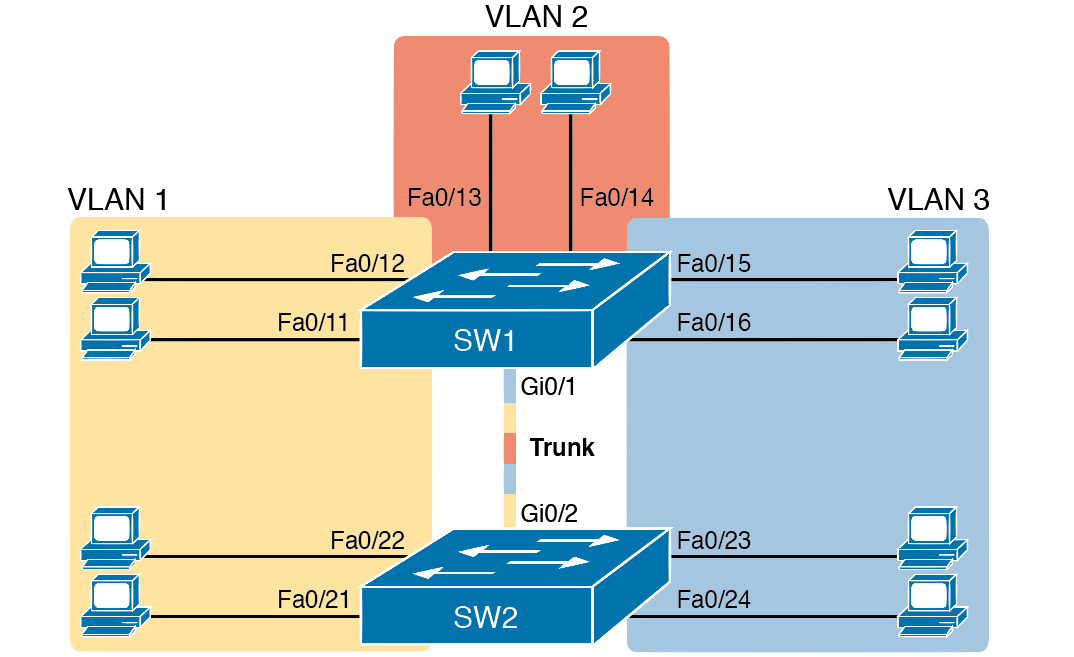 VLAN 2
Fa0/13
Fa0/14
VLAN 1
VLAN 3
Fa0/12
Fa0/15
Fa0/11
Fa0/16
SW1
Gi0/1
Trunk
Gi0/2
Fa0/22
Fa0/23
Fa0/21
Fa0/24
SW2